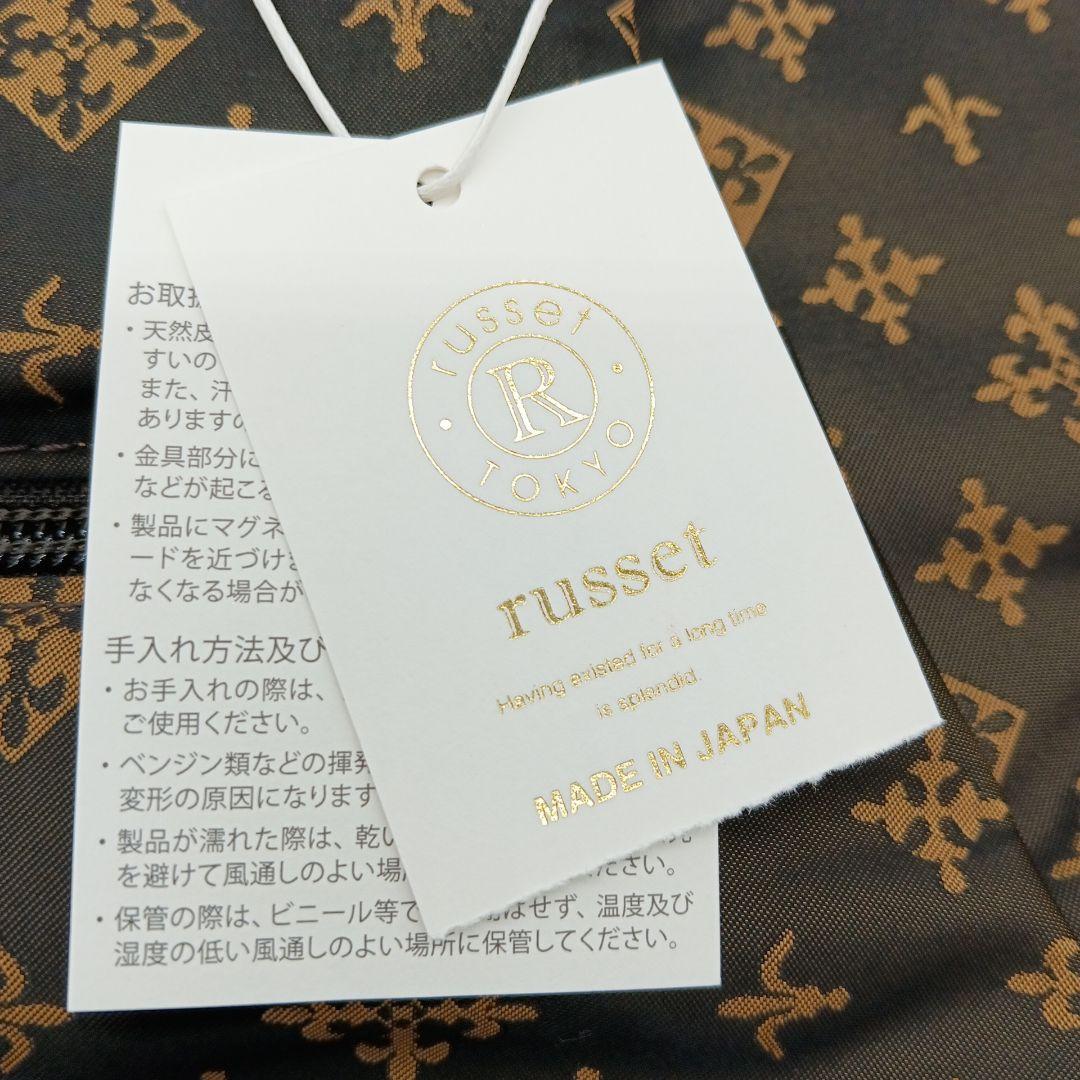 russet
R
TOKYO
russet
Having existed for a long time
is splendid.
MADE IN JAPAN
お取扱
・天然皮
すいの
また、汗
ありますの
・金具部分に
などが起こる
・製品にマグネ
ードを近づけま
なくなる場合が
手入れ方法及び
・お手入れの際は、
ご使用ください。
・ベンジン類などの揮発
変形の原因になります
・製品が濡れた際は、乾い
を避けて風通しのよい場所 ださい。
・保管の際は、ビニール等で はせず、温度及び
湿度の低い風通しのよい場所に保管してください。